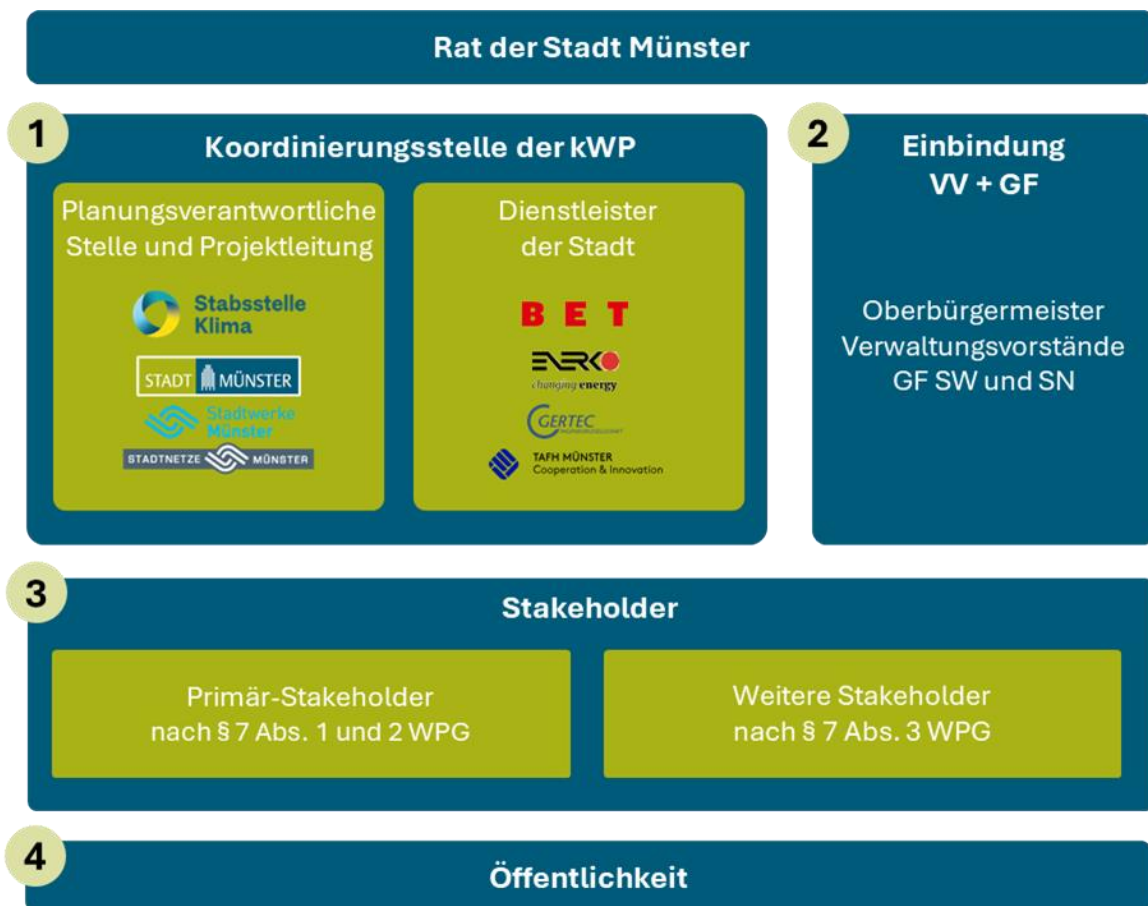 Rat der Stadt Münster
1
Koordinierungsstelle der kWP
Planungsverantwortliche
Stelle und Projektleitung
Stabsstelle
Klima
STADT MÜNSTER
Stadtwerke
Münster
STADTNETZE MÜNSTER
Dienstleister
der Stadt
BET
ENERKO
changing energy
GERTEC
INGENIEURGESELLSCHAFT
TAFH MÜNSTER
Cooperation & Innovation
2
Einbindung
VV + GF
Oberbürgermeister
Verwaltungsvorstände
GF SW und SN
3
Stakeholder
Primär-Stakeholder
nach § 7 Abs. 1 und 2 WPG
Weitere Stakeholder
nach § 7 Abs. 3 WPG
4
Öffentlichkeit